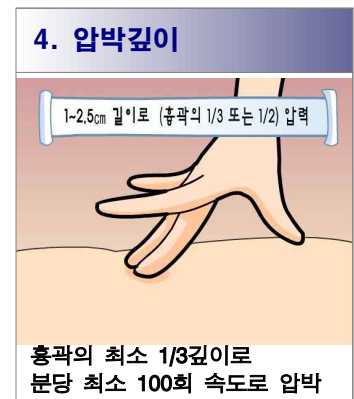 4. 압박깊이
1~2.5cm 깊이로 (흉곽의 1/3 또는 1/2) 압력
흉곽의 최소 1/3깊이로
분당 최소 100회 속도로 압박